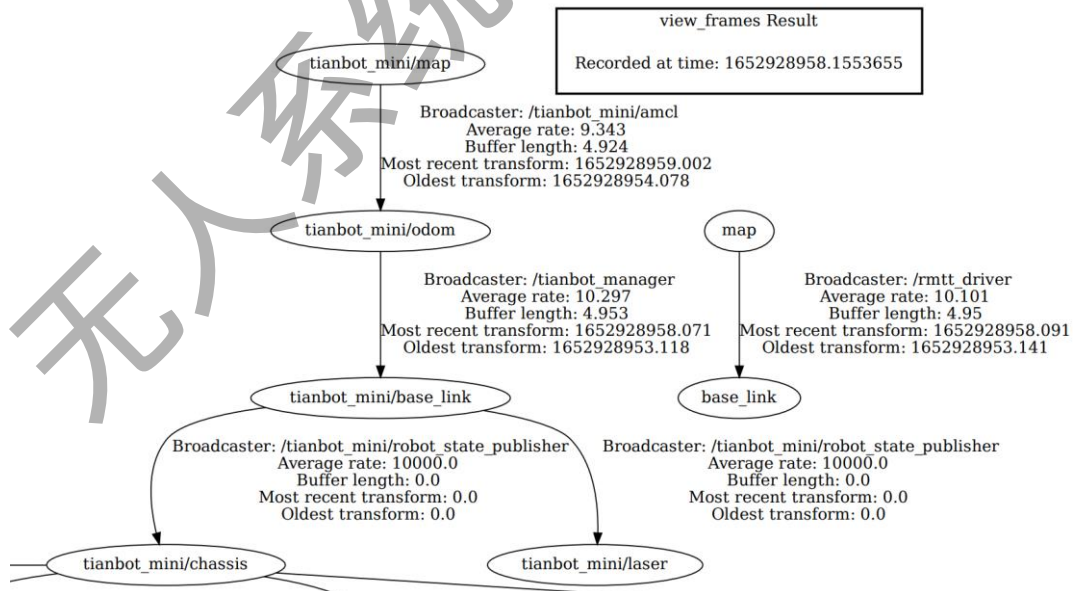 view_frames Result
Recorded at time: 1652928958.1553655
tianbot_mini/map
Broadcaster: /tianbot_mini/amcl
Average rate: 9.343
Buffer length: 4.924
Most recent transform: 1652928959.002
Oldest transform: 1652928954.078
tianbot_mini/odom
map
Broadcaster: /tianbot_manager
Average rate: 10.297
Buffer length: 4.953
Most recent transform: 1652928958.071
Oldest transform: 1652928953.118
Broadcaster: /rmtt_driver
Average rate: 10.101
Buffer length: 4.95
Most recent transform: 1652928958.091
Oldest transform: 1652928953.141
tianbot_mini/base_link
base_link
Broadcaster: /tianbot_mini/robot_state_publisher
Average rate: 10000.0
Buffer length: 0.0
Most recent transform: 0.0
Oldest transform: 0.0
Broadcaster: /tianbot_mini/robot_state_publisher
Average rate: 10000.0
Buffer length: 0.0
Most recent transform: 0.0
Oldest transform: 0.0
tianbot_mini/chassis
tianbot_mini/laser
无人系统